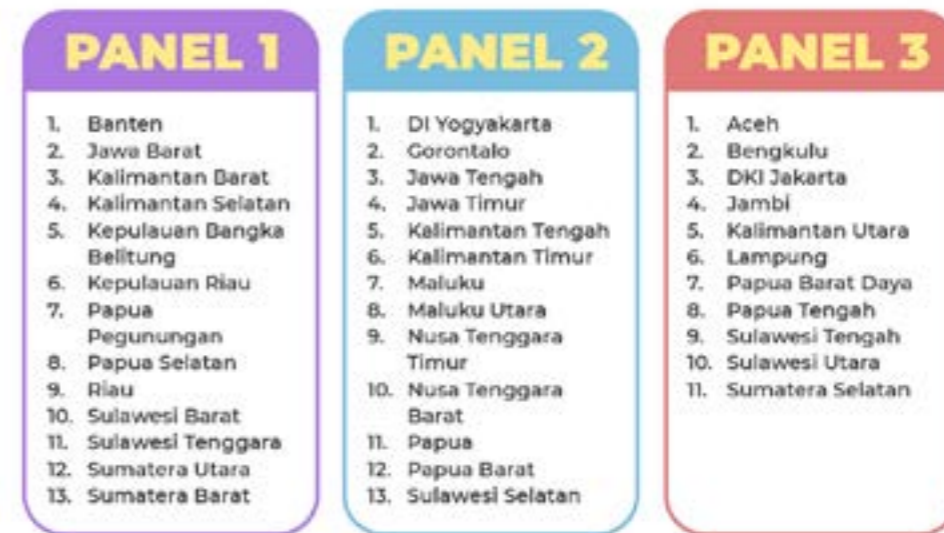 PANEL 1
1. Banten
2. Jawa Barat
3. Kalimantan Barat
4. Kalimantan Selatan
5. Kepulauan Bangka
Belitung
6. Kepulauan Riau
7. Papua
Pegunungan
8. Papua Selatan
9. Riau
10. Sulawesi Barat
11. Sulawesi Tenggara
12. Sumatera Utara
13. Sumatera Barat
PANEL 2
1. DI Yogyakarta
2. Gorontalo
3. Jawa Tengah
4. Jawa Timur
5. Kalimantan Tengah
6. Kalimantan Timur
7. Maluku
8. Maluku Utara
9. Nusa Tenggara
Timur
10. Nusa Tenggara
Barat
11. Papua
12. Papua Barat
13. Sulawesi Selatan
PANEL 3
1. Aceh
2. Bengkulu
3. DKI Jakarta
4. Jambi
5. Kalimantan Utara
6. Lampung
7. Papua Barat Daya
8. Papua Tengah
9. Sulawesi Tengah
10. Sulawesi Utara
11. Sumatera Selatan